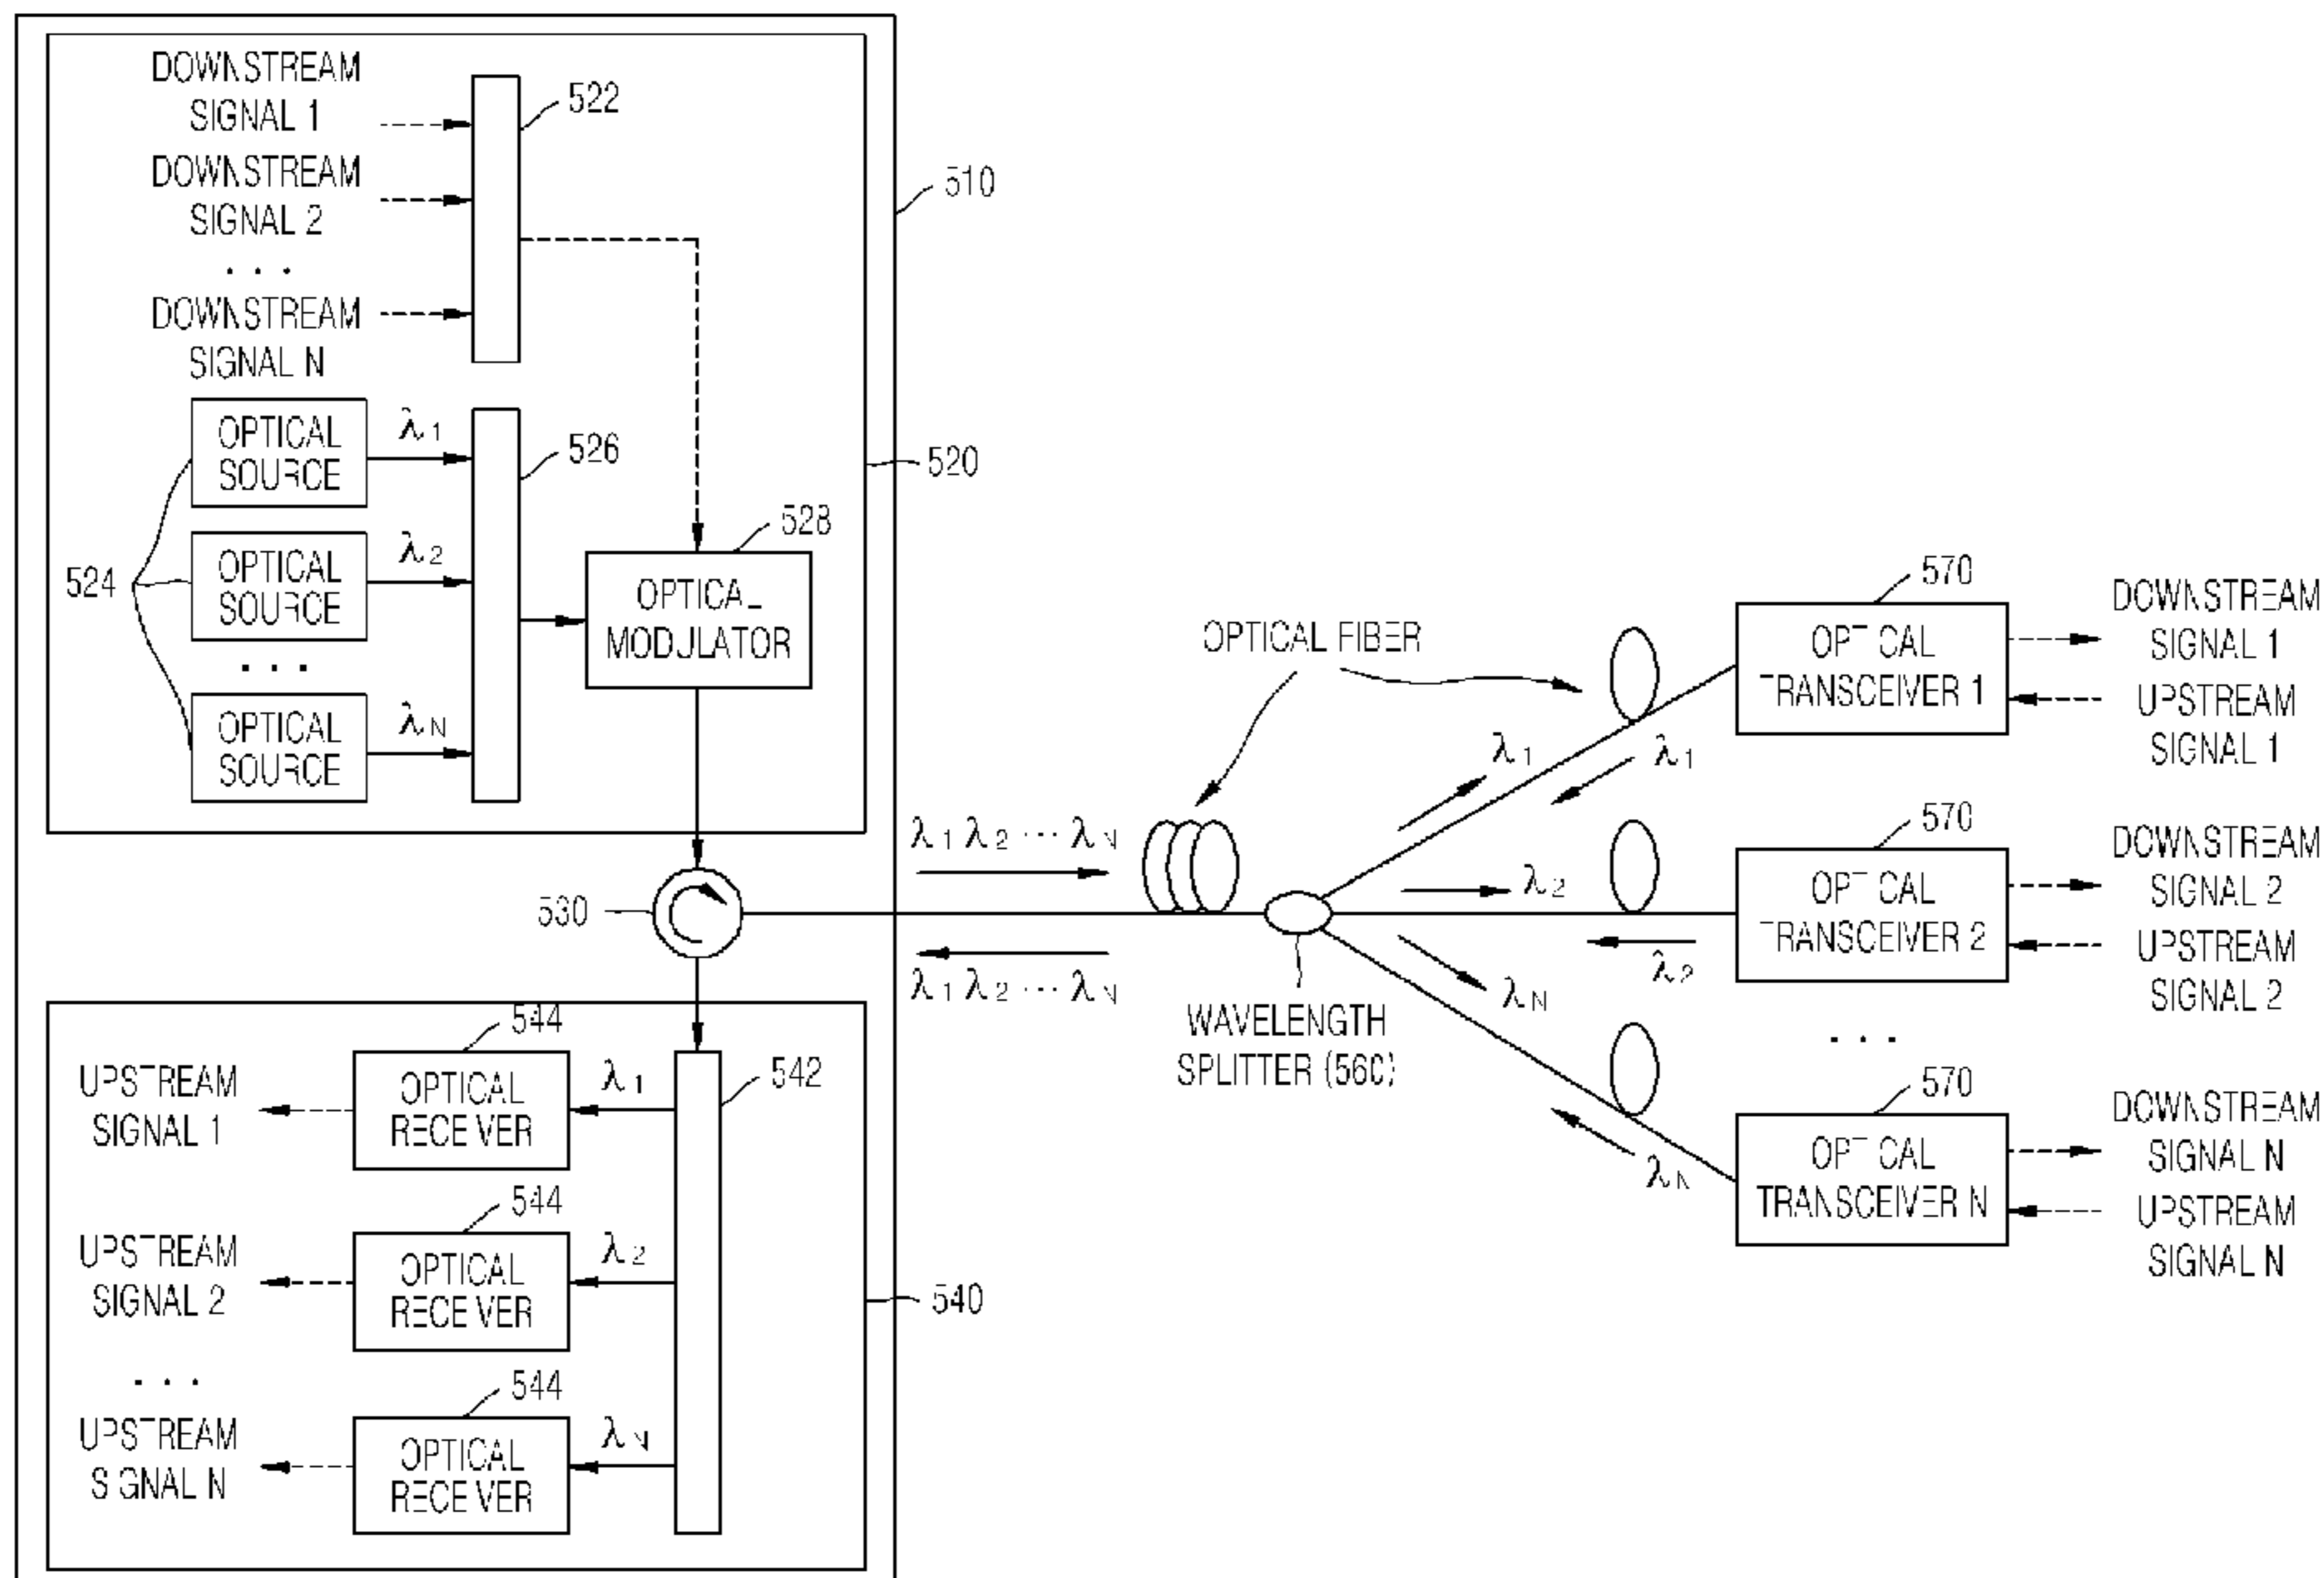 DOWNSTREAM
SIGNAL 1
DOWNSTREAM
SIGNAL 2
. . .
DOWNSTREAM
SIGNAL N
522
510
OPTICAL
SOURCE
λ1
526
520
OPTICAL
SOURCE
λ2
524
. . .
OPTICAL
SOURCE
λN
528
OPTICAL
MODULATOR
530
λ1 λ2 ··· λN
λ1 λ2 ··· λN
OPTICAL FIBER
WAVELENGTH
SPLITTER (560)
λ1
λ1
λ2
λ2
λN
λN
570
OPTICAL
TRANSCEIVER 1
DOWNSTREAM
SIGNAL 1
UPSTREAM
SIGNAL 1
570
OPTICAL
TRANSCEIVER 2
DOWNSTREAM
SIGNAL 2
UPSTREAM
SIGNAL 2
. . .
570
OPTICAL
TRANSCEIVER N
DOWNSTREAM
SIGNAL N
UPSTREAM
SIGNAL N
UPSTREAM
SIGNAL 1
544
OPTICAL
RECEIVER
λ1
542
UPSTREAM
SIGNAL 2
544
OPTICAL
RECEIVER
λ2
540
. . .
UPSTREAM
SIGNAL N
544
OPTICAL
RECEIVER
λN